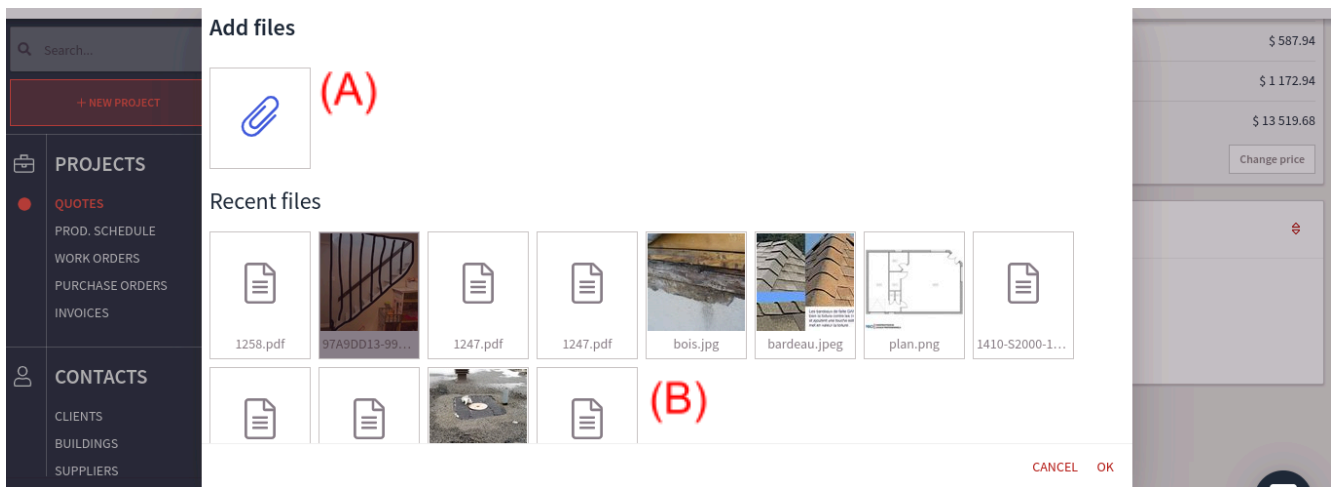 Search...
+ NEW PROJECT
PROJECTS
QUOTES
PROD. SCHEDULE
WORK ORDERS
PURCHASE ORDERS
INVOICES
CONTACTS
CLIENTS
BUILDINGS
SUPPLIERS
Add files
(A)
Recent files
1258.pdf
97A9DD13-99...
1247.pdf
1247.pdf
bois.jpg
bardeau.jpeg
plan.png
1410-S2000-1...
(B)
CANCEL
OK
$ 587.94
$ 1 172.94
$ 13 519.68
Change price